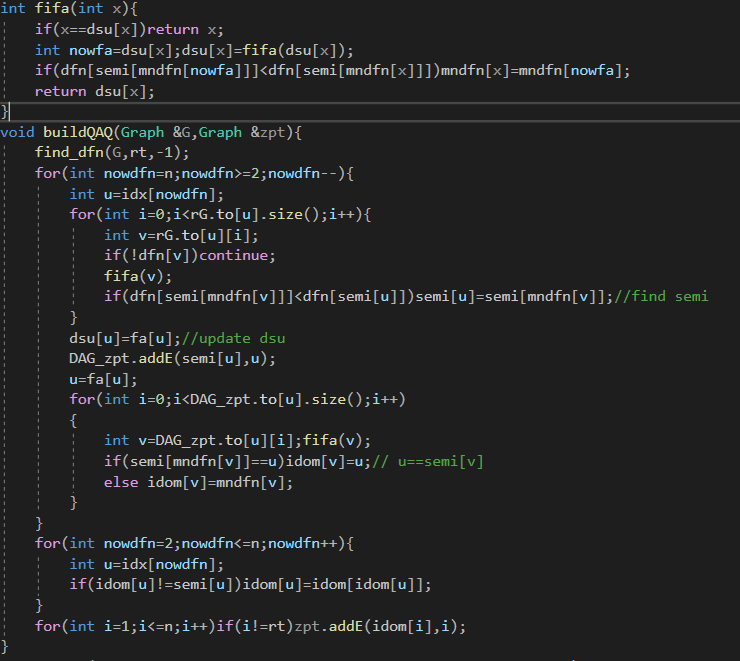 int fifa(int x){
    if(x==dsu[x])return x;
    int nowfa=dsu[x];dsu[x]=fifa(dsu[x]);
    if(dfn[semi[mndfn[nowfa]]]<dfn[semi[mndfn[x]]])mndfn[x]=mndfn[nowfa];
    return dsu[x];
}
void buildQAQ(Graph &G,Graph &zpt){
    find_dfn(G,rt,-1);
    for(int nowdfn=n;nowdfn>=2;nowdfn--){
        int u=idx[nowdfn];
        for(int i=0;i<rG.to[u].size();i++){
            int v=rG.to[u][i];
            if(!dfn[v])continue;
            fifa(v);
            if(dfn[semi[mndfn[v]]]<dfn[semi[u]])semi[u]=semi[mndfn[v]];//find semi
        }
        dsu[u]=fa[u];//update dsu
        DAG_zpt.addE(semi[u],u);
        u=fa[u];
        for(int i=0;i<DAG_zpt.to[u].size();i++)
        {
            int v=DAG_zpt.to[u][i];fifa(v);
            if(semi[mndfn[v]]==u)idom[v]=u;// u==semi[v]
            else idom[v]=mndfn[v];
        }
    }
    for(int nowdfn=2;nowdfn<=n;nowdfn++){
        int u=idx[nowdfn];
        if(idom[u]!=semi[u])idom[u]=idom[idom[u]];
    }
    for(int i=1;i<=n;i++)if(i!=rt)zpt.addE(idom[i],i);
}